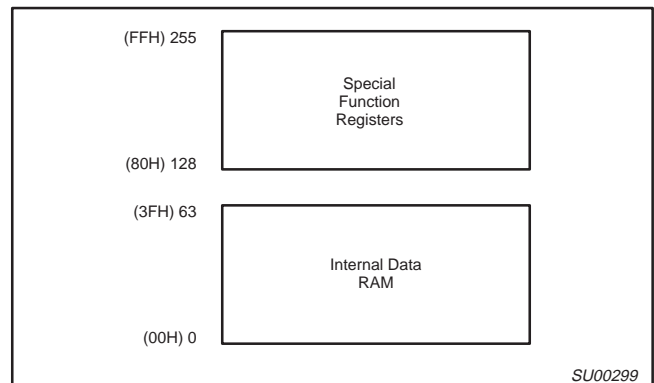 (FFH) 255
Special
Function
Registers
(80H) 128
(3FH) 63
Internal Data
RAM
(00H) 0
SU00299